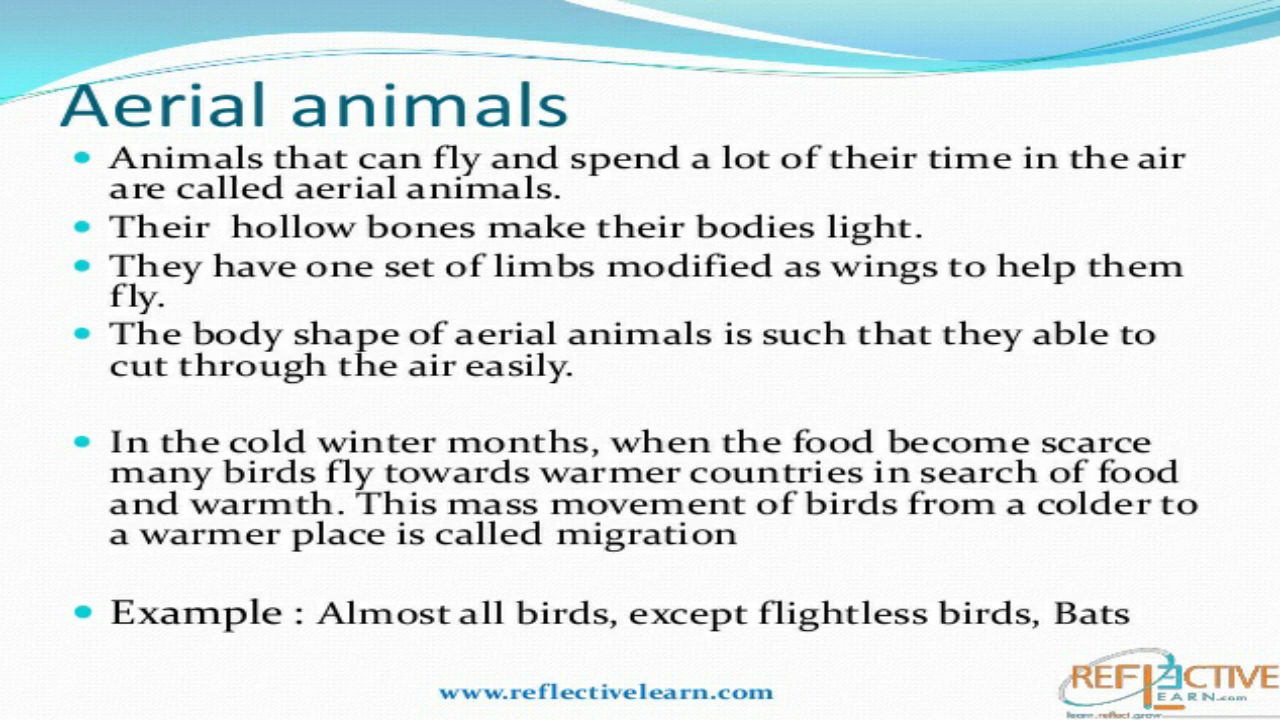 Aerial animals
Animals that can fly and spend a lot of their time in the air
are called aerial animals.
Their hollow bones make their bodies light.
They have one set of limbs modified as wings to help them
fly.
The body shape of aerial animals is such that they able to
cut through the air easily.
In the cold winter months, when the food become scarce
many birds fly towards warmer countries in search of food
and warmth. This mass movement of birds from a colder to
a warmer place is called migration
Example : Almost all birds, except flightless birds, Bats
www.reflectivelearn.com
REFLECTIVE
LEARN.com
learn.reflect.grow